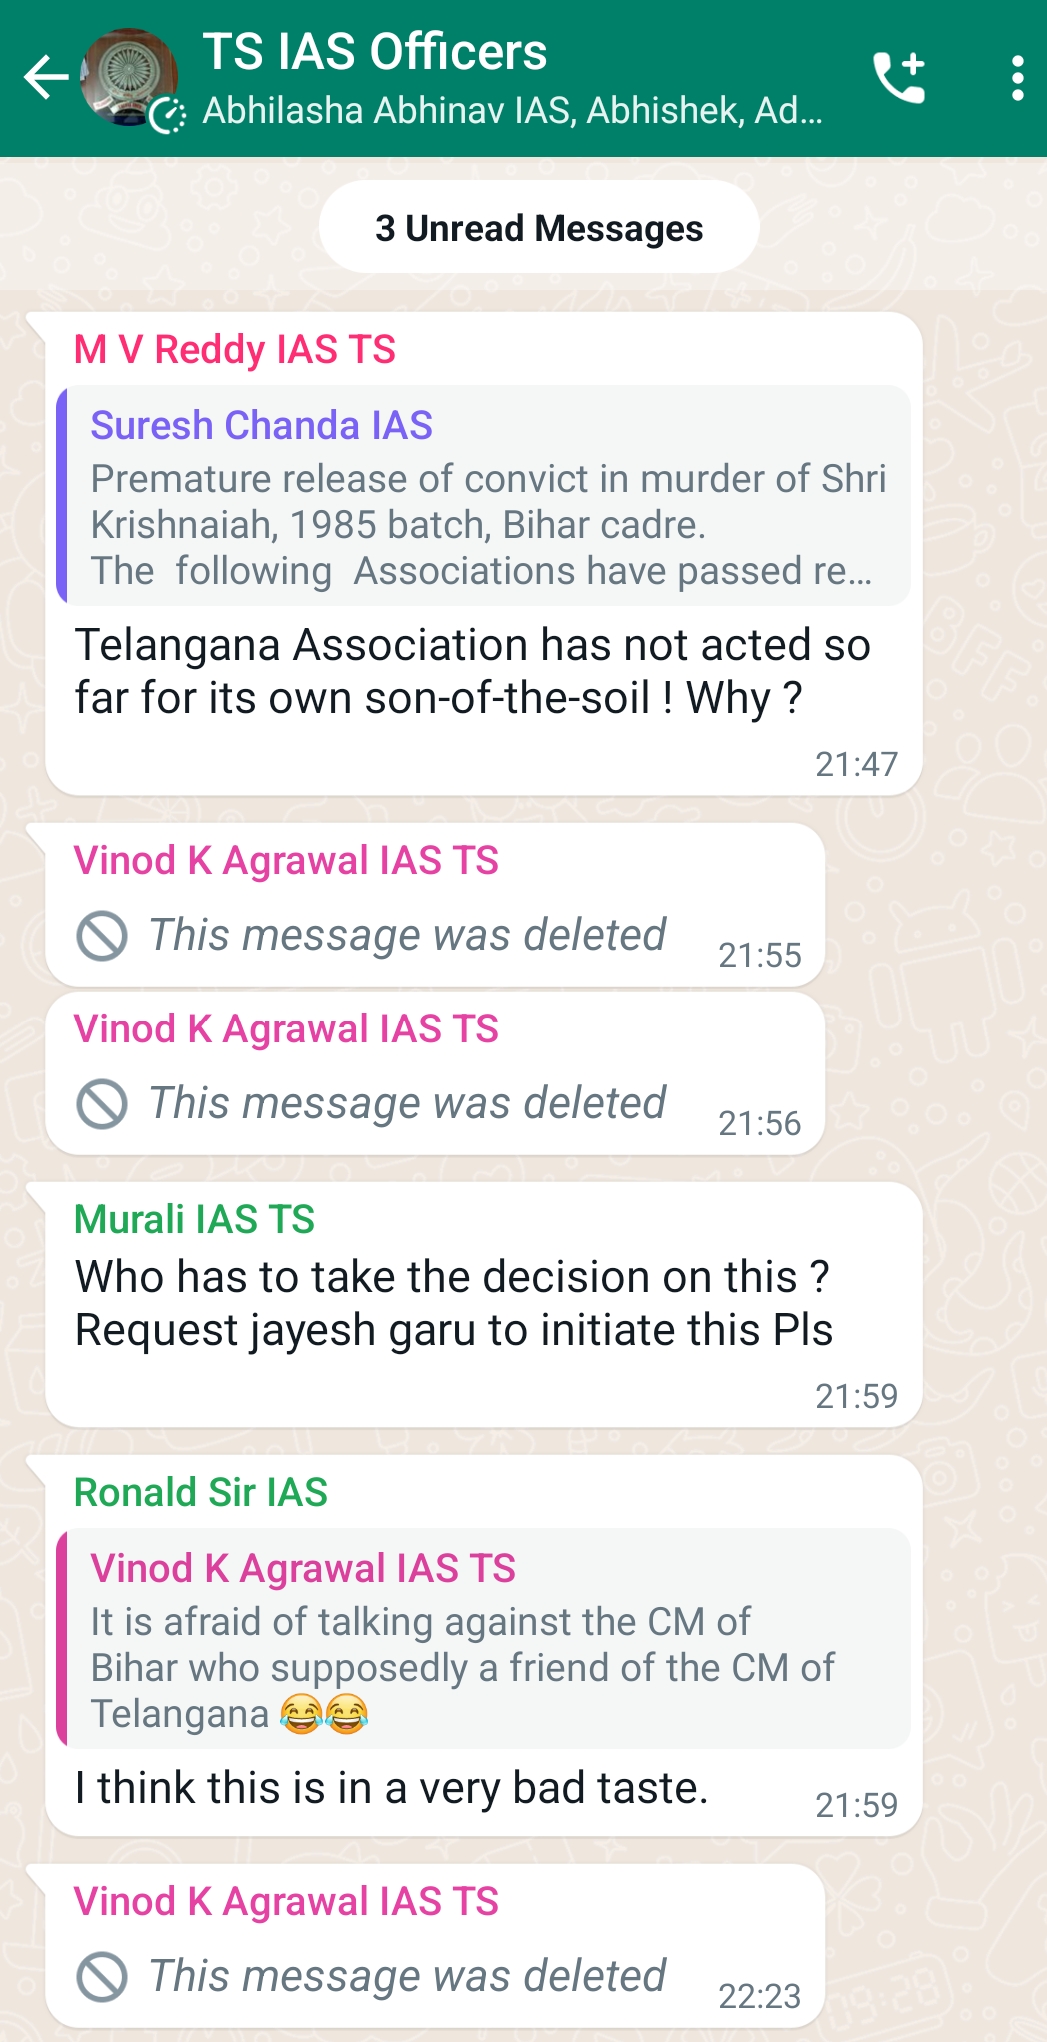 TS IAS Officers
Abhilasha Abhinav IAS, Abhishek, Ad...
3 Unread Messages
M V Reddy IAS TS
Suresh Chanda IAS
Premature release of convict in murder of Shri
Krishnaiah, 1985 batch, Bihar cadre.
The  following  Associations have passed re...
Telangana Association has not acted so
far for its own son-of-the-soil ! Why ?
21:47
Vinod K Agrawal IAS TS
This message was deleted
21:55
Vinod K Agrawal IAS TS
This message was deleted
21:56
Murali IAS TS
Who has to take the decision on this ?
Request jayesh garu to initiate this Pls
21:59
Ronald Sir IAS
Vinod K Agrawal IAS TS
It is afraid of talking against the CM of
Bihar who supposedly a friend of the CM of
Telangana 😂😂
I think this is in a very bad taste.
21:59
Vinod K Agrawal IAS TS
This message was deleted
22:23